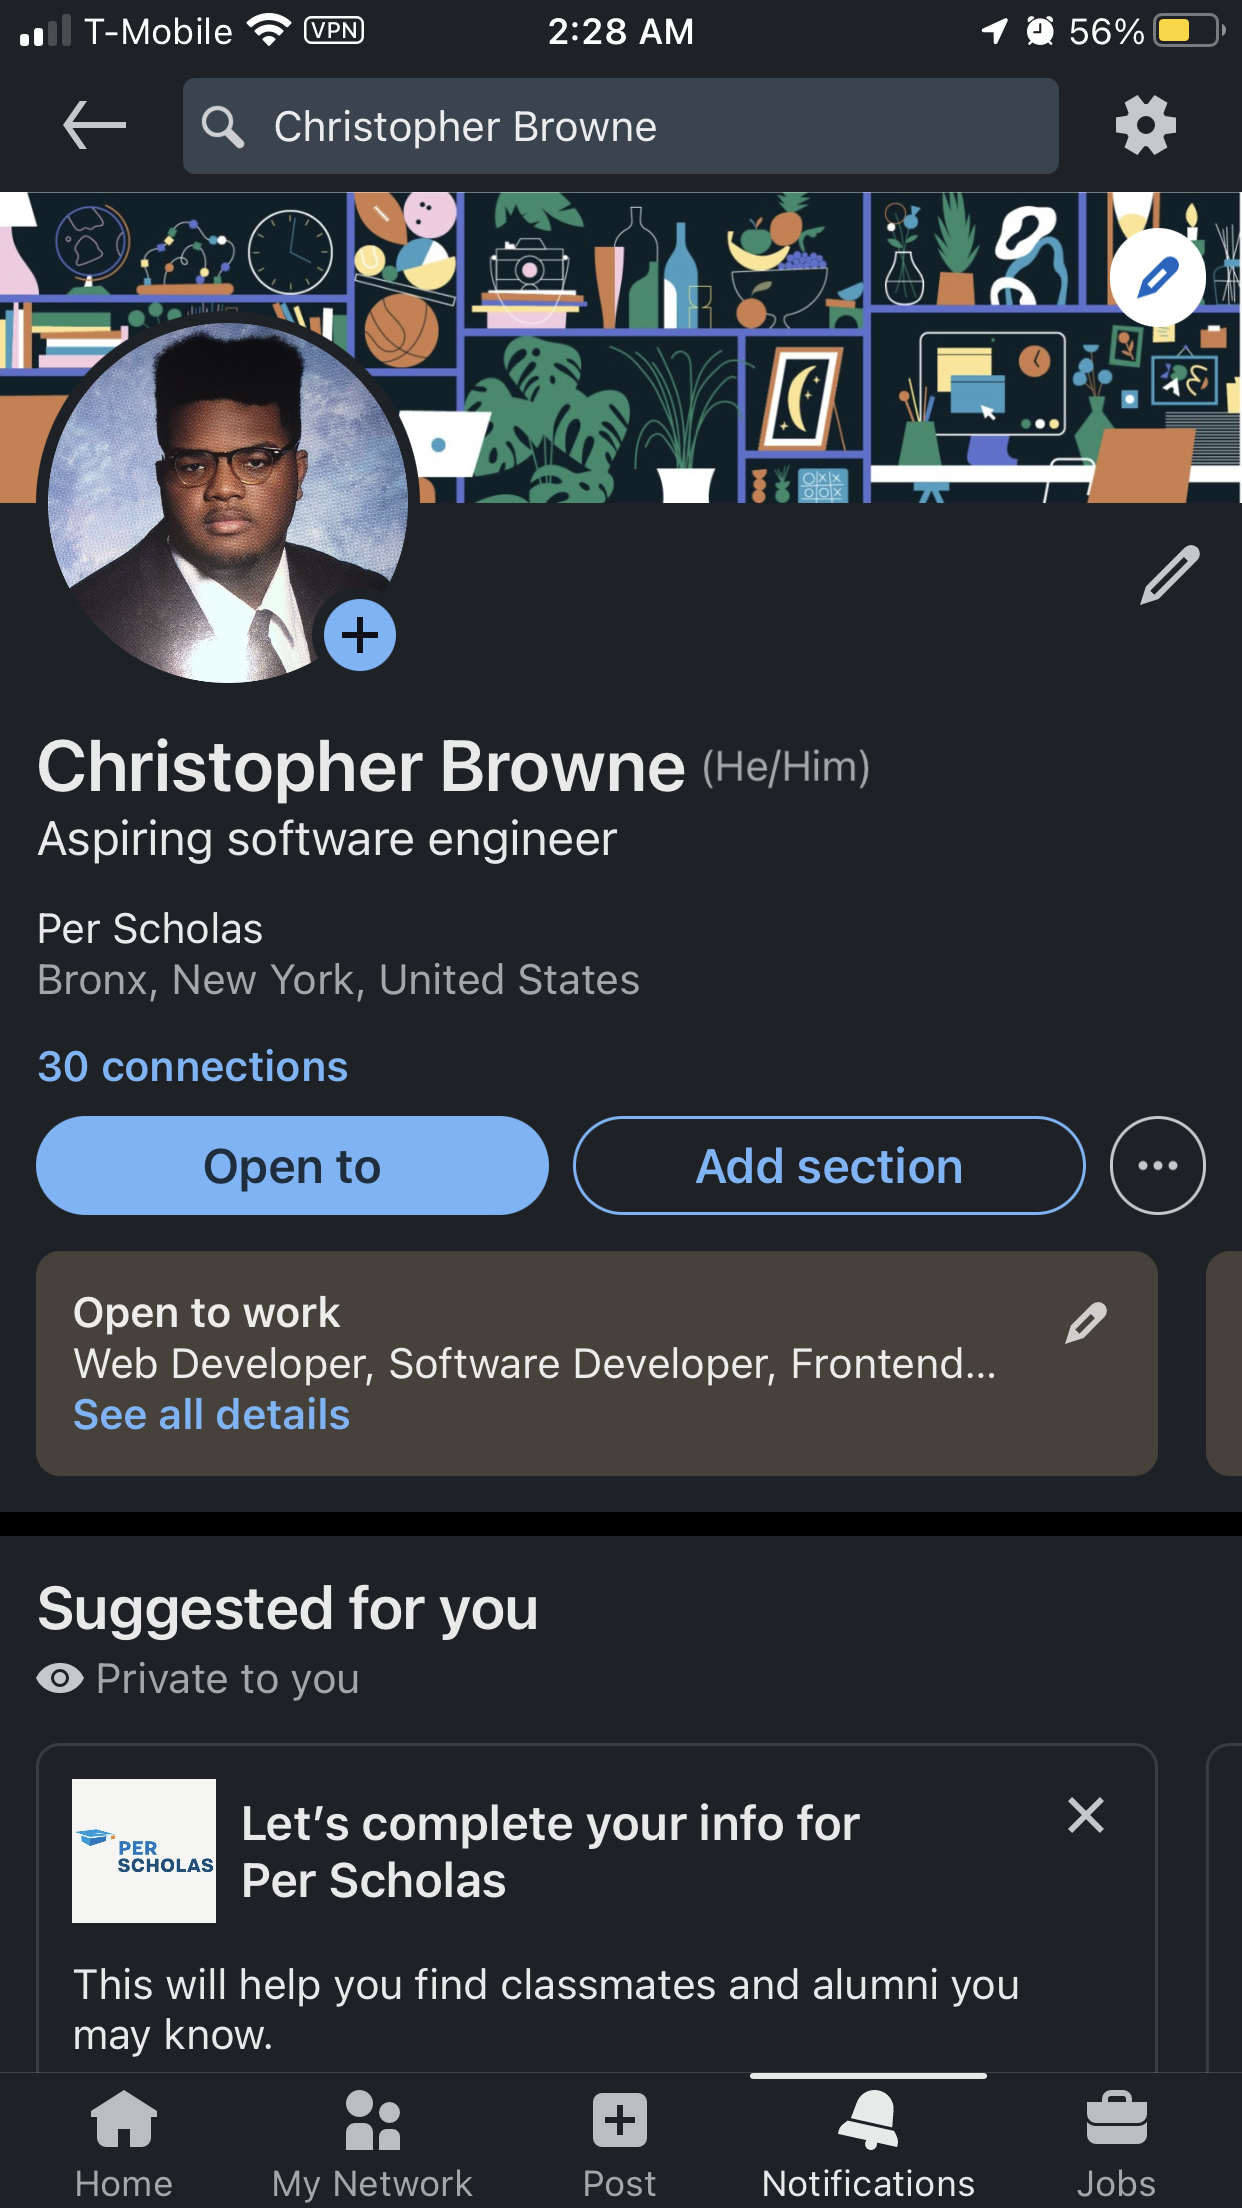 T-Mobile VPN 2:28 AM 56%
Christopher Browne
Christopher Browne (He/Him)
Aspiring software engineer
Per Scholas
Bronx, New York, United States
30 connections
Open to Add section
Open to work
Web Developer, Software Developer, Frontend...
See all details
Suggested for you
Private to you
PER
SCHOLAS
Let’s complete your info for
Per Scholas
This will help you find classmates and alumni you
may know.
Home My Network Post Notifications Jobs